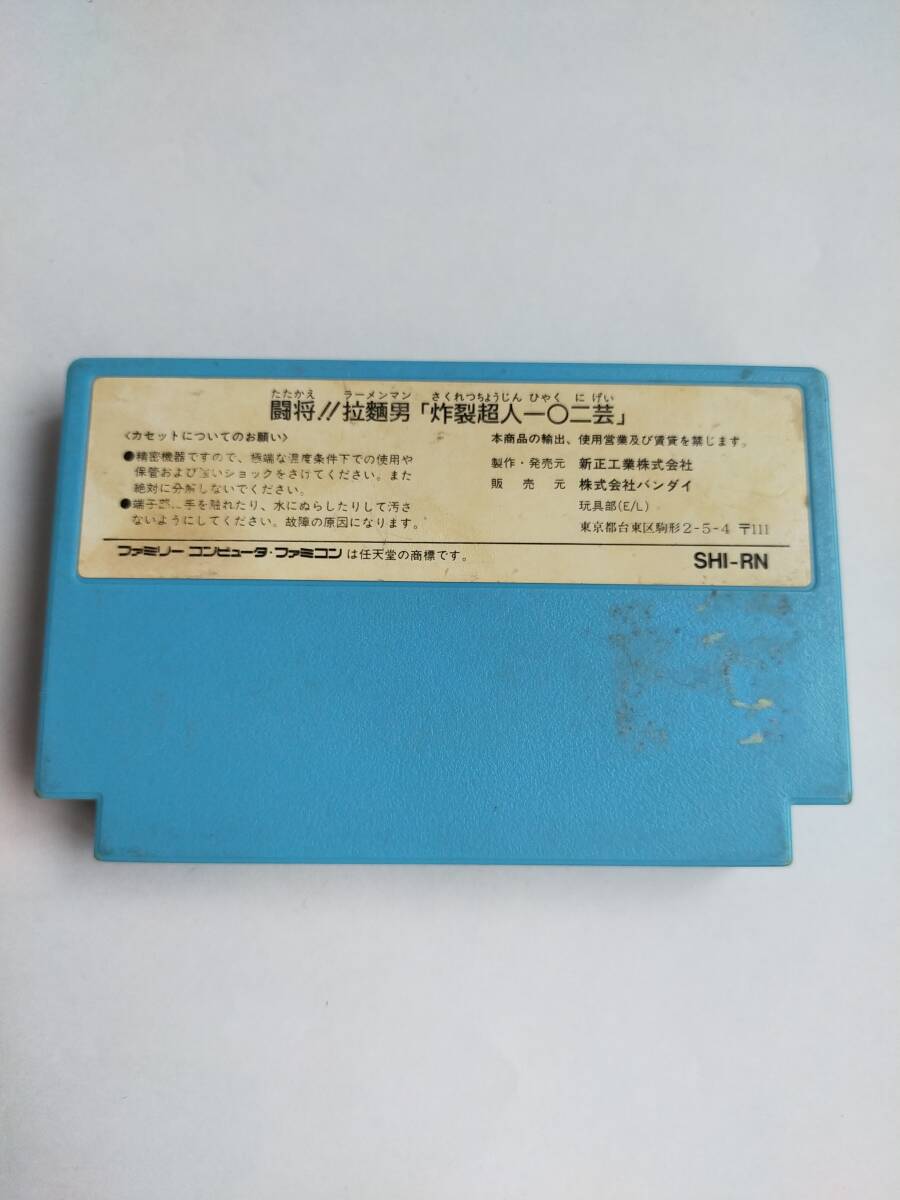 たたかえ ラーメンマン さくれつちょうじん ひゃく に げい
闘将!!拉麵男「炸裂超人一〇二芸」
〈カセットについてのお願い〉
●精密機器ですので、極端な温度条件下での使用や
保管および強いショックをさけてください。また
絶対に分解しないでください。
●端子部に手を触れたり、水にぬらしたりして汚さ
ないようにしてください。故障の原因になります。
本商品の輸出、使用営業及び賃貸を禁じます。
製作・発売元 新正工業株式会社
販売元 株式会社バンダイ
玩具部(E/L)
東京都台東区駒形2-5-4 〒111
ファミリーコンピュータ・ファミコンは任天堂の商標です。
SHI-RN